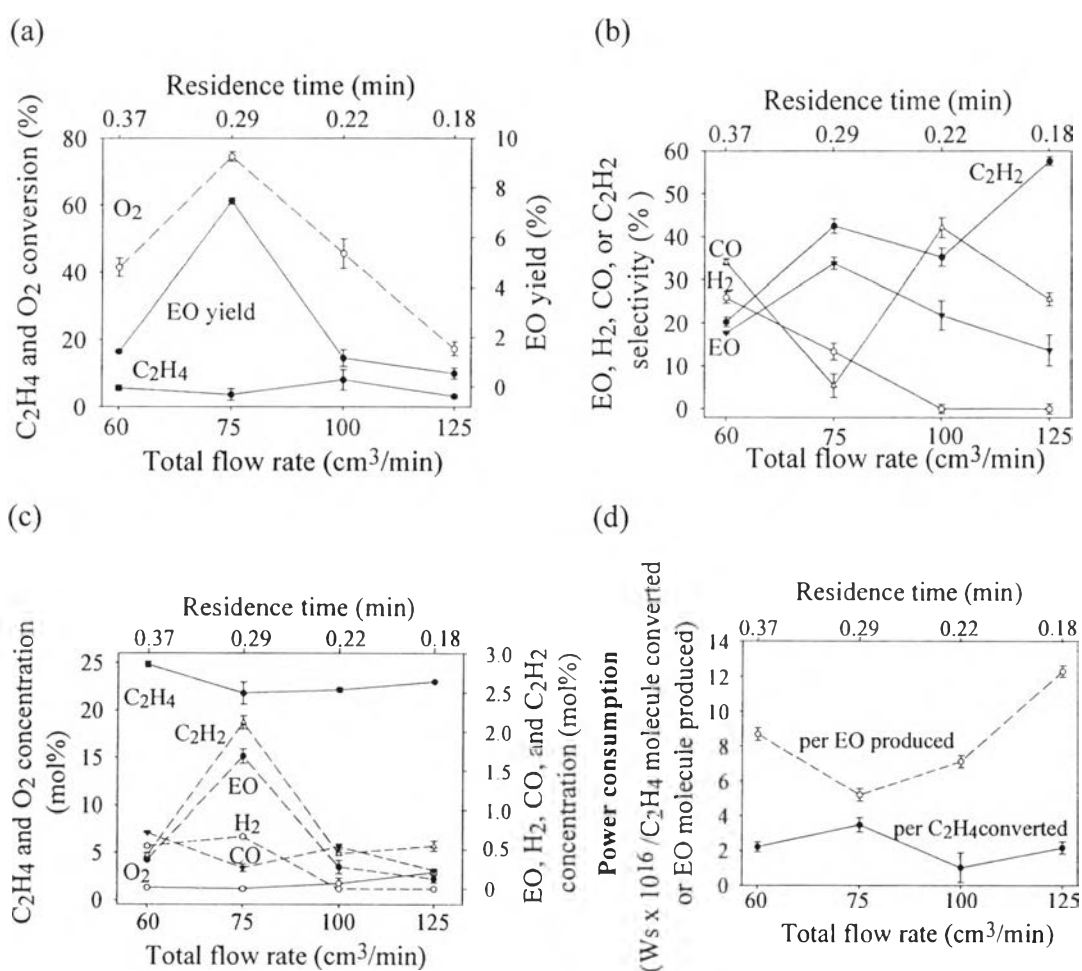 (a)
Residence time (min)
0.37 0.29 0.22 0.18
C2H4 and O2 conversion (%)
80
60
40
20
0
O2
EO yield
C2H4
10
8
6
4
2
0
EO yield (%)
60 75 100 125
Total flow rate (cm3/min)
(b)
Residence time (min)
0.37 0.29 0.22 0.18
EO, H2, CO, or C2H2
selectivity (%)
60
50
40
30
20
10
0
C2H2
CO
H2
EO
60 75 100 125
Total flow rate (cm3/min)
(c)
Residence time (min)
0.37 0.29 0.22 0.18
C2H4 and O2 concentration
(mol%)
25
20
15
10
5
0
C2H4
C2H2
EO
H2
CO
O2
3.0
2.5
2.0
1.5
1.0
0.5
0
EO, H2, CO, and C2H2
concentration (mol%)
60 75 100 125
Total flow rate (cm3/min)
(d)
Residence time (min)
0.37 0.29 0.22 0.18
Power consumption
(Ws x 10^16 /C2H4 molecule converted
or EO molecule produced)
14
12
10
8
6
4
2
0
per EO produced
per C2H4converted
60 75 100 125
Total flow rate (cm3/min)